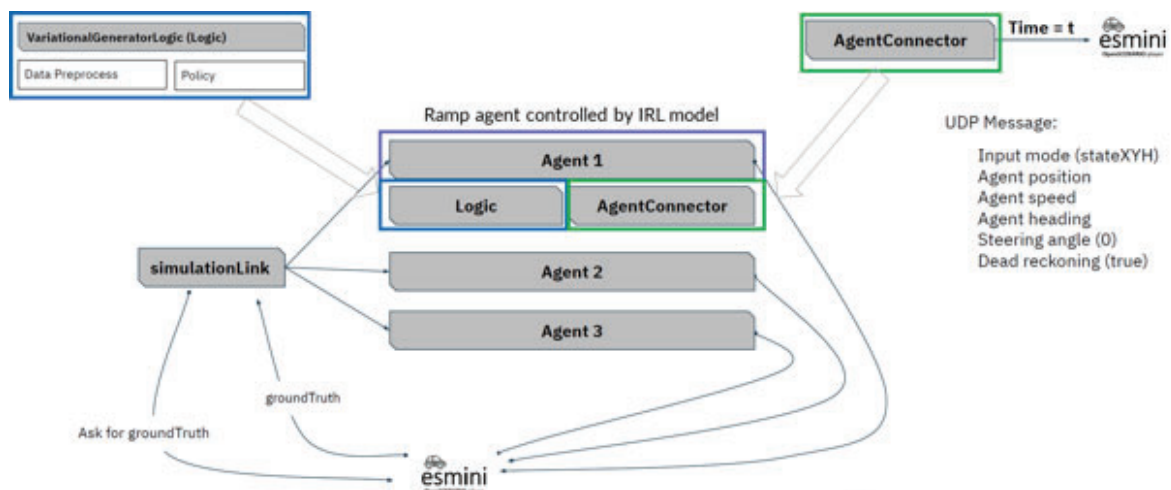 VariationalGeneratorLogic (Logic)
Data Preprocess
Policy
AgentConnector
Time = t
esmini
Ramp agent controlled by IRL model
Agent 1
Logic
AgentConnector
UDP Message:
Input mode (stateXYH)
Agent position
Agent speed
Agent heading
Steering angle (0)
Dead reckoning (true)
simulationLink
Agent 2
Agent 3
groundTruth
Ask for groundTruth
esmini